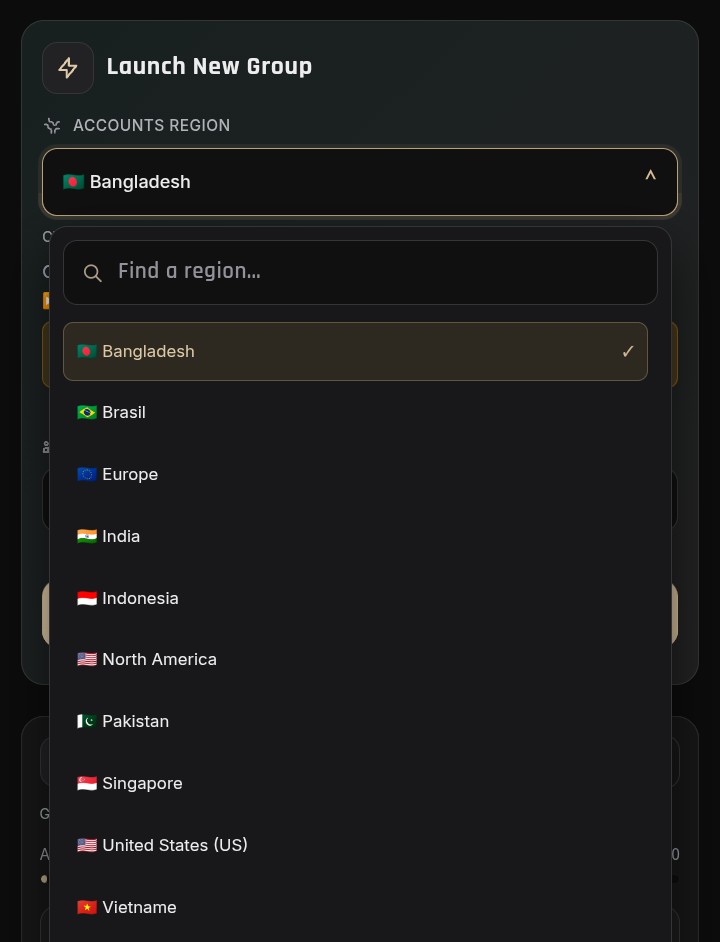 Launch New Group
ACCOUNTS REGION
🇧🇩 Bangladesh
Find a region...
🇧🇩 Bangladesh ✓
🇧🇷 Brasil
🇪🇺 Europe
🇮🇳 India
🇮🇩 Indonesia
🇺🇸 North America
🇵🇰 Pakistan
🇸🇬 Singapore
🇺🇸 United States (US)
🇻🇳 Vietname